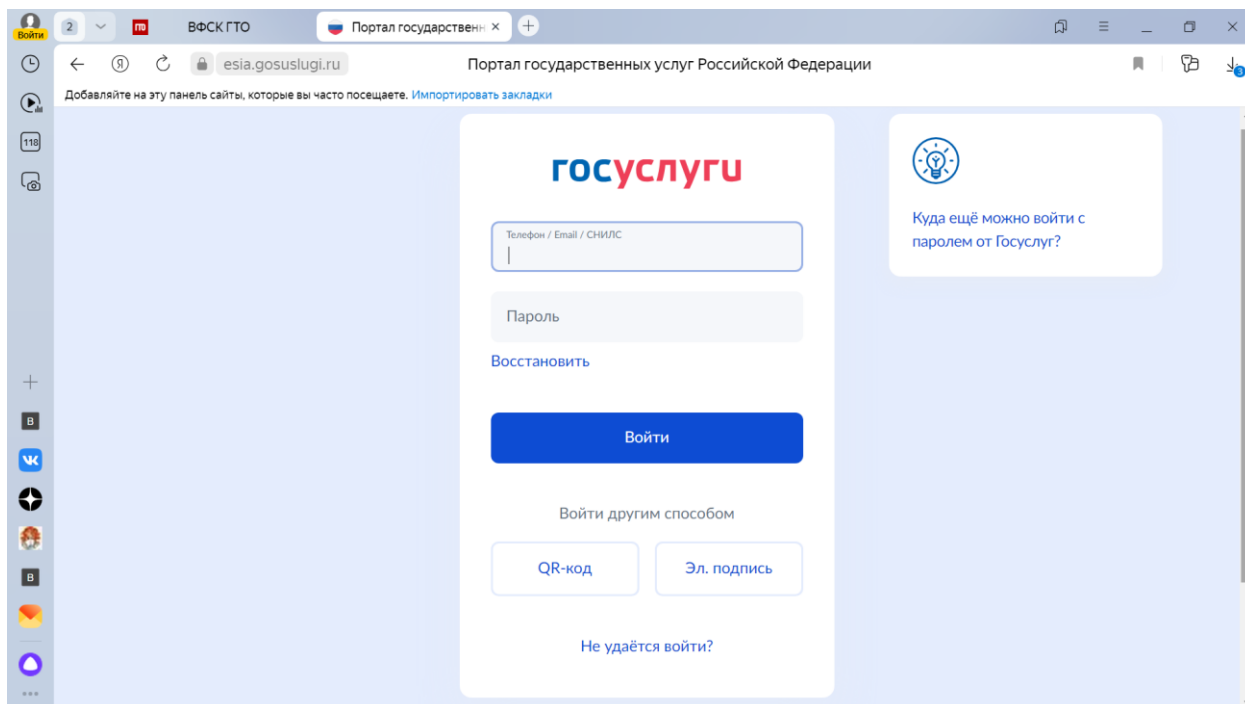 Войти
2
ГТО
ВФСК ГТО
Портал государственн
Я
esia.gosuslugi.ru
Портал государственных услуг Российской Федерации
3
Добавляйте на эту панель сайты, которые вы часто посещаете. Импортировать закладки
118
госуслуги
Телефон / Email / СНИЛС
Пароль
Восстановить
Войти
Войти другим способом
QR-код
Эл. подпись
Не удаётся войти?
Куда ещё можно войти с
паролем от Госуслуг?
В
В